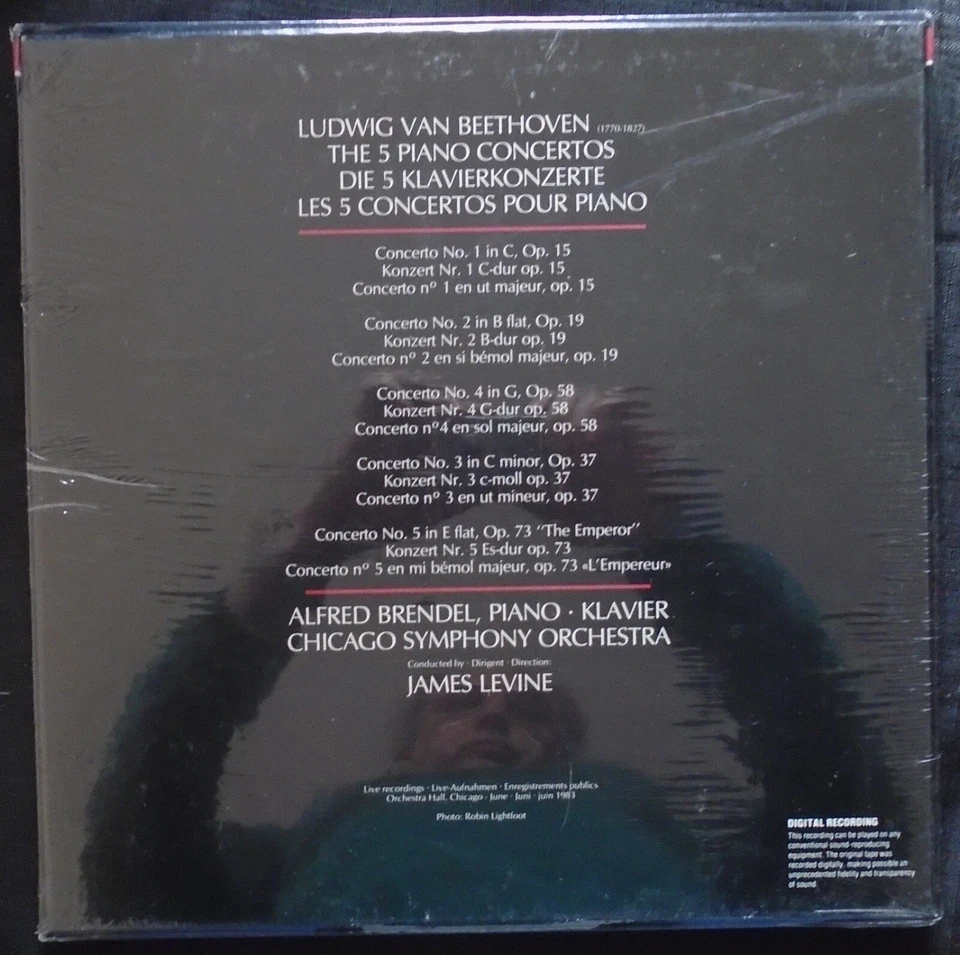 LUDWIG VAN BEETHOVEN (1770-1827)
THE 5 PIANO CONCERTOS
DIE 5 KLAVIERKONZERTE
LES 5 CONCERTOS POUR PIANO
Concerto No. 1 in C, Op. 15
Konzert Nr. 1 C-dur op. 15
Concerto nº 1 en ut majeur, op. 15
Concerto No. 2 in B flat, Op. 19
Konzert Nr. 2 B-dur op. 19
Concerto nº 2 en si bémol majeur, op. 19
Concerto No. 4 in G, Op. 58
Konzert Nr. 4 G-dur op. 58
Concerto nº4 en sol majeur, op. 58
Concerto No. 3 in C minor, Op. 37
Konzert Nr. 3 c-moll op. 37
Concerto nº 3 en ut mineur, op. 37
Concerto No. 5 in E flat, Op. 73 "The Emperor"
Konzert Nr. 5 Es-dur op. 73
Concerto nº 5 en mi bémol majeur, op. 73 «L'Empereur»
ALFRED BRENDEL, PIANO · KLAVIER
CHICAGO SYMPHONY ORCHESTRA
Conducted by · Dirigent · Direction:
JAMES LEVINE
Live recordings · Live-Aufnahmen · Enregistrements publics
Orchestra Hall, Chicago - June · Juni · juin 1983
Photo: Robin Lightfoot
DIGITAL RECORDING
This recording can be played on any
conventional sound-reproducing
equipment. The original tape was
recorded digitally, making possible an
unprecedented fidelity and transparency
of sound.